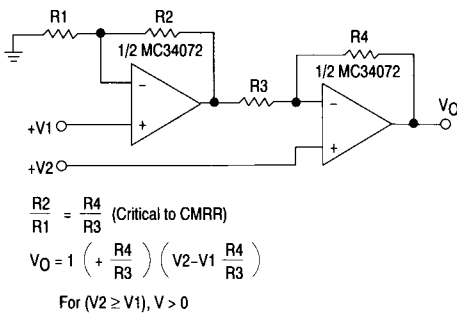 R1 R2
1/2 MC34072
R4
1/2 MC34072
R3
VO
− −
+V1 +
+V2 +
R2/R1 = R4/R3 (Critical to CMRR)
VO = 1 ( + R4/R3 ) ( V2−V1 R4/R3 )
For (V2 ≥ V1), V > 0